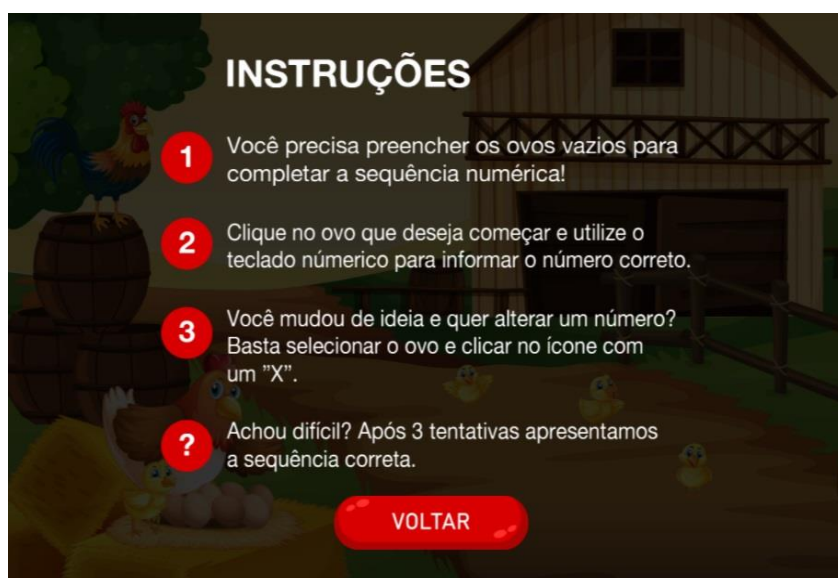 INSTRUÇÕES
1
Você precisa preencher os ovos vazios para
completar a sequência numérica!
2
Clique no ovo que deseja começar e utilize o
teclado númerico para informar o número correto.
3
Você mudou de ideia e quer alterar um número?
Basta selecionar o ovo e clicar no ícone com
um ”X”.
?
Achou difícil? Após 3 tentativas apresentamos
a sequência correta.
VOLTAR